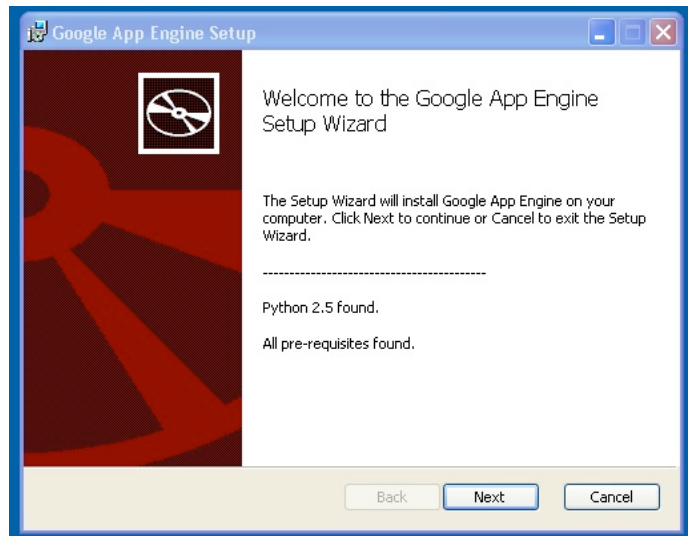 Google App Engine Setup
Welcome to the Google App Engine
Setup Wizard
The Setup Wizard will install Google App Engine on your
computer. Click Next to continue or Cancel to exit the Setup
Wizard.
------------------------------------------
Python 2.5 found.
All pre-requisites found.
Back Next Cancel